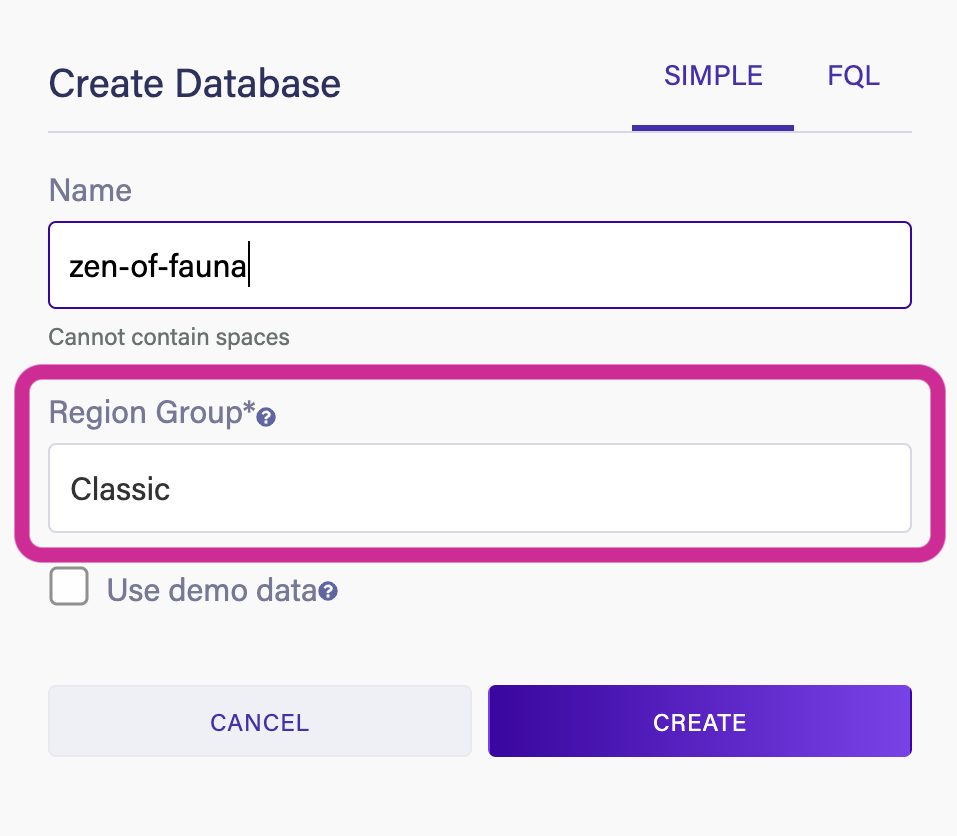 Create Database
SIMPLE
FQL
Name
zen-of-fauna
Cannot contain spaces
Region Group*?
Classic
Use demo data?
CANCEL
CREATE